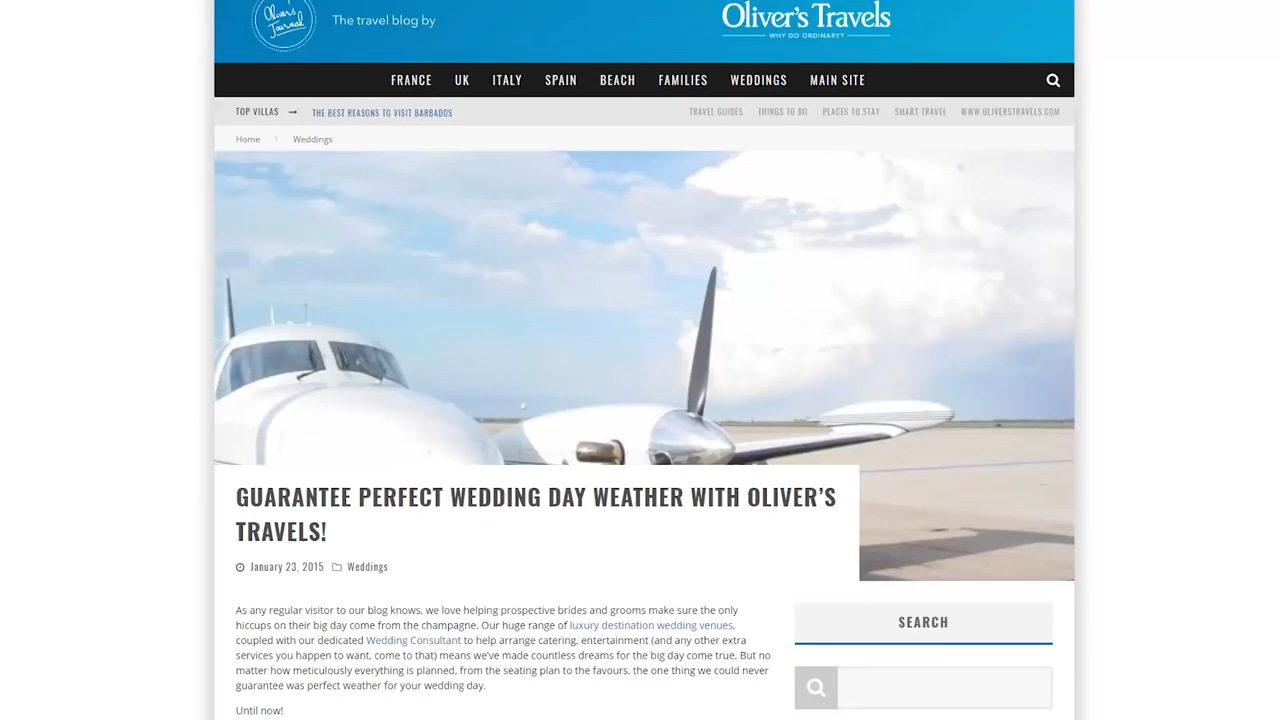 Oliver's
Journal
The travel blog by
Oliver's Travels
WHY DO ORDINARY?
FRANCE UK ITALY SPAIN BEACH FAMILIES WEDDINGS MAIN SITE
TOP VILLAS → THE BEST REASONS TO VISIT BARBADOS TRAVEL GUIDES THINGS TO DO PLACES TO STAY SMART TRAVEL WWW.OLIVERSTRAVELS.COM
Home > Weddings
GUARANTEE PERFECT WEDDING DAY WEATHER WITH OLIVER'S
TRAVELS!
January 23, 2015 Weddings
As any regular visitor to our blog knows, we love helping prospective brides and grooms make sure the only
hiccups on their big day come from the champagne. Our huge range of luxury destination wedding venues,
coupled with our dedicated Wedding Consultant to help arrange catering, entertainment (and any other extra
services you happen to want, come to that) means we've made countless dreams for the big day come true. But no
matter how meticulously everything is planned, from the seating plan to the favours, the one thing we could never
guarantee was perfect weather for your wedding day.
Until now!
SEARCH